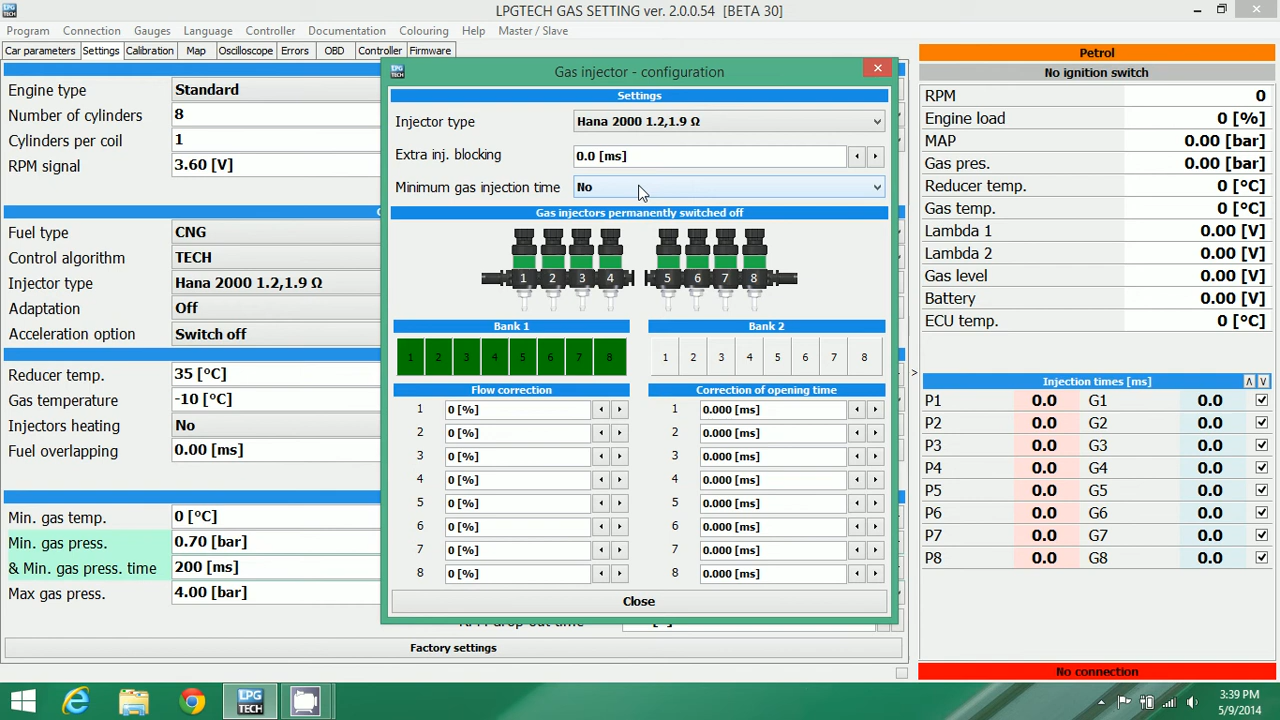 LPGTECH GAS SETTING ver. 2.0.0.54 [BETA 30]
Program Connection Gauges Language Controller Documentation Colouring Help Master / Slave
Car parameters Settings Calibration Map Oscilloscope Errors OBD Controller Firmware
Engine type Standard
Number of cylinders 8
Cylinders per coil 1
RPM signal 3.60 [V]
Fuel type CNG
Control algorithm TECH
Injector type Hana 2000 1.2,1.9 Ω
Adaptation Off
Acceleration option Switch off
Reducer temp. 35 [°C]
Gas temperature -10 [°C]
Injectors heating No
Fuel overlapping 0.00 [ms]
Min. gas temp. 0 [°C]
Min. gas press. 0.70 [bar]
& Min. gas press. time 200 [ms]
Max gas press. 4.00 [bar]
Factory settings
LPG TECH
Gas injector - configuration
Settings
Injector type Hana 2000 1.2,1.9 Ω
Extra inj. blocking 0.0 [ms]
Minimum gas injection time No
Gas injectors permanently switched off
1 2 3 4 5 6 7 8
Bank 1 Bank 2
1 2 3 4 5 6 7 8 1 2 3 4 5 6 7 8
Flow correction Correction of opening time
1 0 [%] 1 0.000 [ms]
2 0 [%] 2 0.000 [ms]
3 0 [%] 3 0.000 [ms]
4 0 [%] 4 0.000 [ms]
5 0 [%] 5 0.000 [ms]
6 0 [%] 6 0.000 [ms]
7 0 [%] 7 0.000 [ms]
8 0 [%] 8 0.000 [ms]
Close
Petrol
No ignition switch
RPM 0
Engine load 0 [%]
MAP 0.00 [bar]
Gas pres. 0.00 [bar]
Reducer temp. 0 [°C]
Gas temp. 0 [°C]
Lambda 1 0.00 [V]
Lambda 2 0.00 [V]
Gas level 0.00 [V]
Battery 0.00 [V]
ECU temp. 0 [°C]
>
Injection times [ms]
P1 0.0 G1 0.0
P2 0.0 G2 0.0
P3 0.0 G3 0.0
P4 0.0 G4 0.0
P5 0.0 G5 0.0
P6 0.0 G6 0.0
P7 0.0 G7 0.0
P8 0.0 G8 0.0
No connection
LPG TECH
3:39 PM
5/9/2014